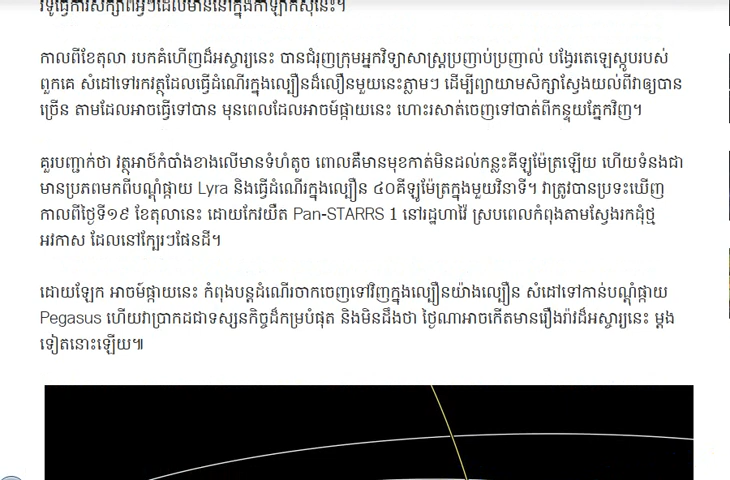 កាលពីខែតុលា របកគំហើញដ៏អស្ចារ្យនេះ បានជំរុញក្រុមអ្នកវិទ្យាសាស្ត្រប្រញាប់ប្រញាល់ បង្វែរតេឡេស្កុបរបស់
ពួកគេ សំដៅទៅរកវត្ថុដែលធ្វើដំណើរក្នុងល្បឿនដ៏លឿនមួយនេះភ្លាមៗ ដើម្បីព្យាយាមសិក្សាស្វែងយល់ពីវាឲ្យបាន
ច្រើន តាមដែលអាចធ្វើទៅបាន មុនពេលដែលអាចម៍ផ្កាយនេះ ហោះរសាត់ចេញទៅបាត់ពីកន្ទុយភ្នែកវិញ។
គួរបញ្ជាក់ថា វត្ថុអាថ៌កំបាំងខាងលើមានទំហំតូច ពោលគឺមានមុខកាត់មិនដល់កន្លះគីឡូម៉ែត្រឡើយ ហើយទំនងជា
មានប្រភពមកពីបណ្ដុំផ្កាយ Lyra និងធ្វើដំណើរក្នុងល្បឿន ៤០គីឡូម៉ែត្រក្នុងមួយវិនាទី។ វាត្រូវបានប្រទះឃើញ
កាលពីថ្ងៃទី១៩ ខែតុលានេះ ដោយកែវយឺត Pan-STARRS 1 នៅរដ្ឋហាវ៉ៃ ស្របពេលកំពុងតាមស្វែងរកដុំថ្ម
អវកាស ដែលនៅក្បែរៗផែនដី។
ដោយឡែក អាចម៍ផ្កាយនេះ កំពុងបន្តដំណើរចាកចេញទៅវិញក្នុងល្បឿនយ៉ាងល្បឿន សំដៅទៅកាន់បណ្ដុំផ្កាយ
Pegasus ហើយវាប្រាកដជាទស្សនកិច្ចដ៏កម្របំផុត និងមិនដឹងថា ថ្ងៃណាអាចកើតមានរឿងរ៉ាវដ៏អស្ចារ្យនេះ ម្ដង
ទៀតនោះឡើយ៕